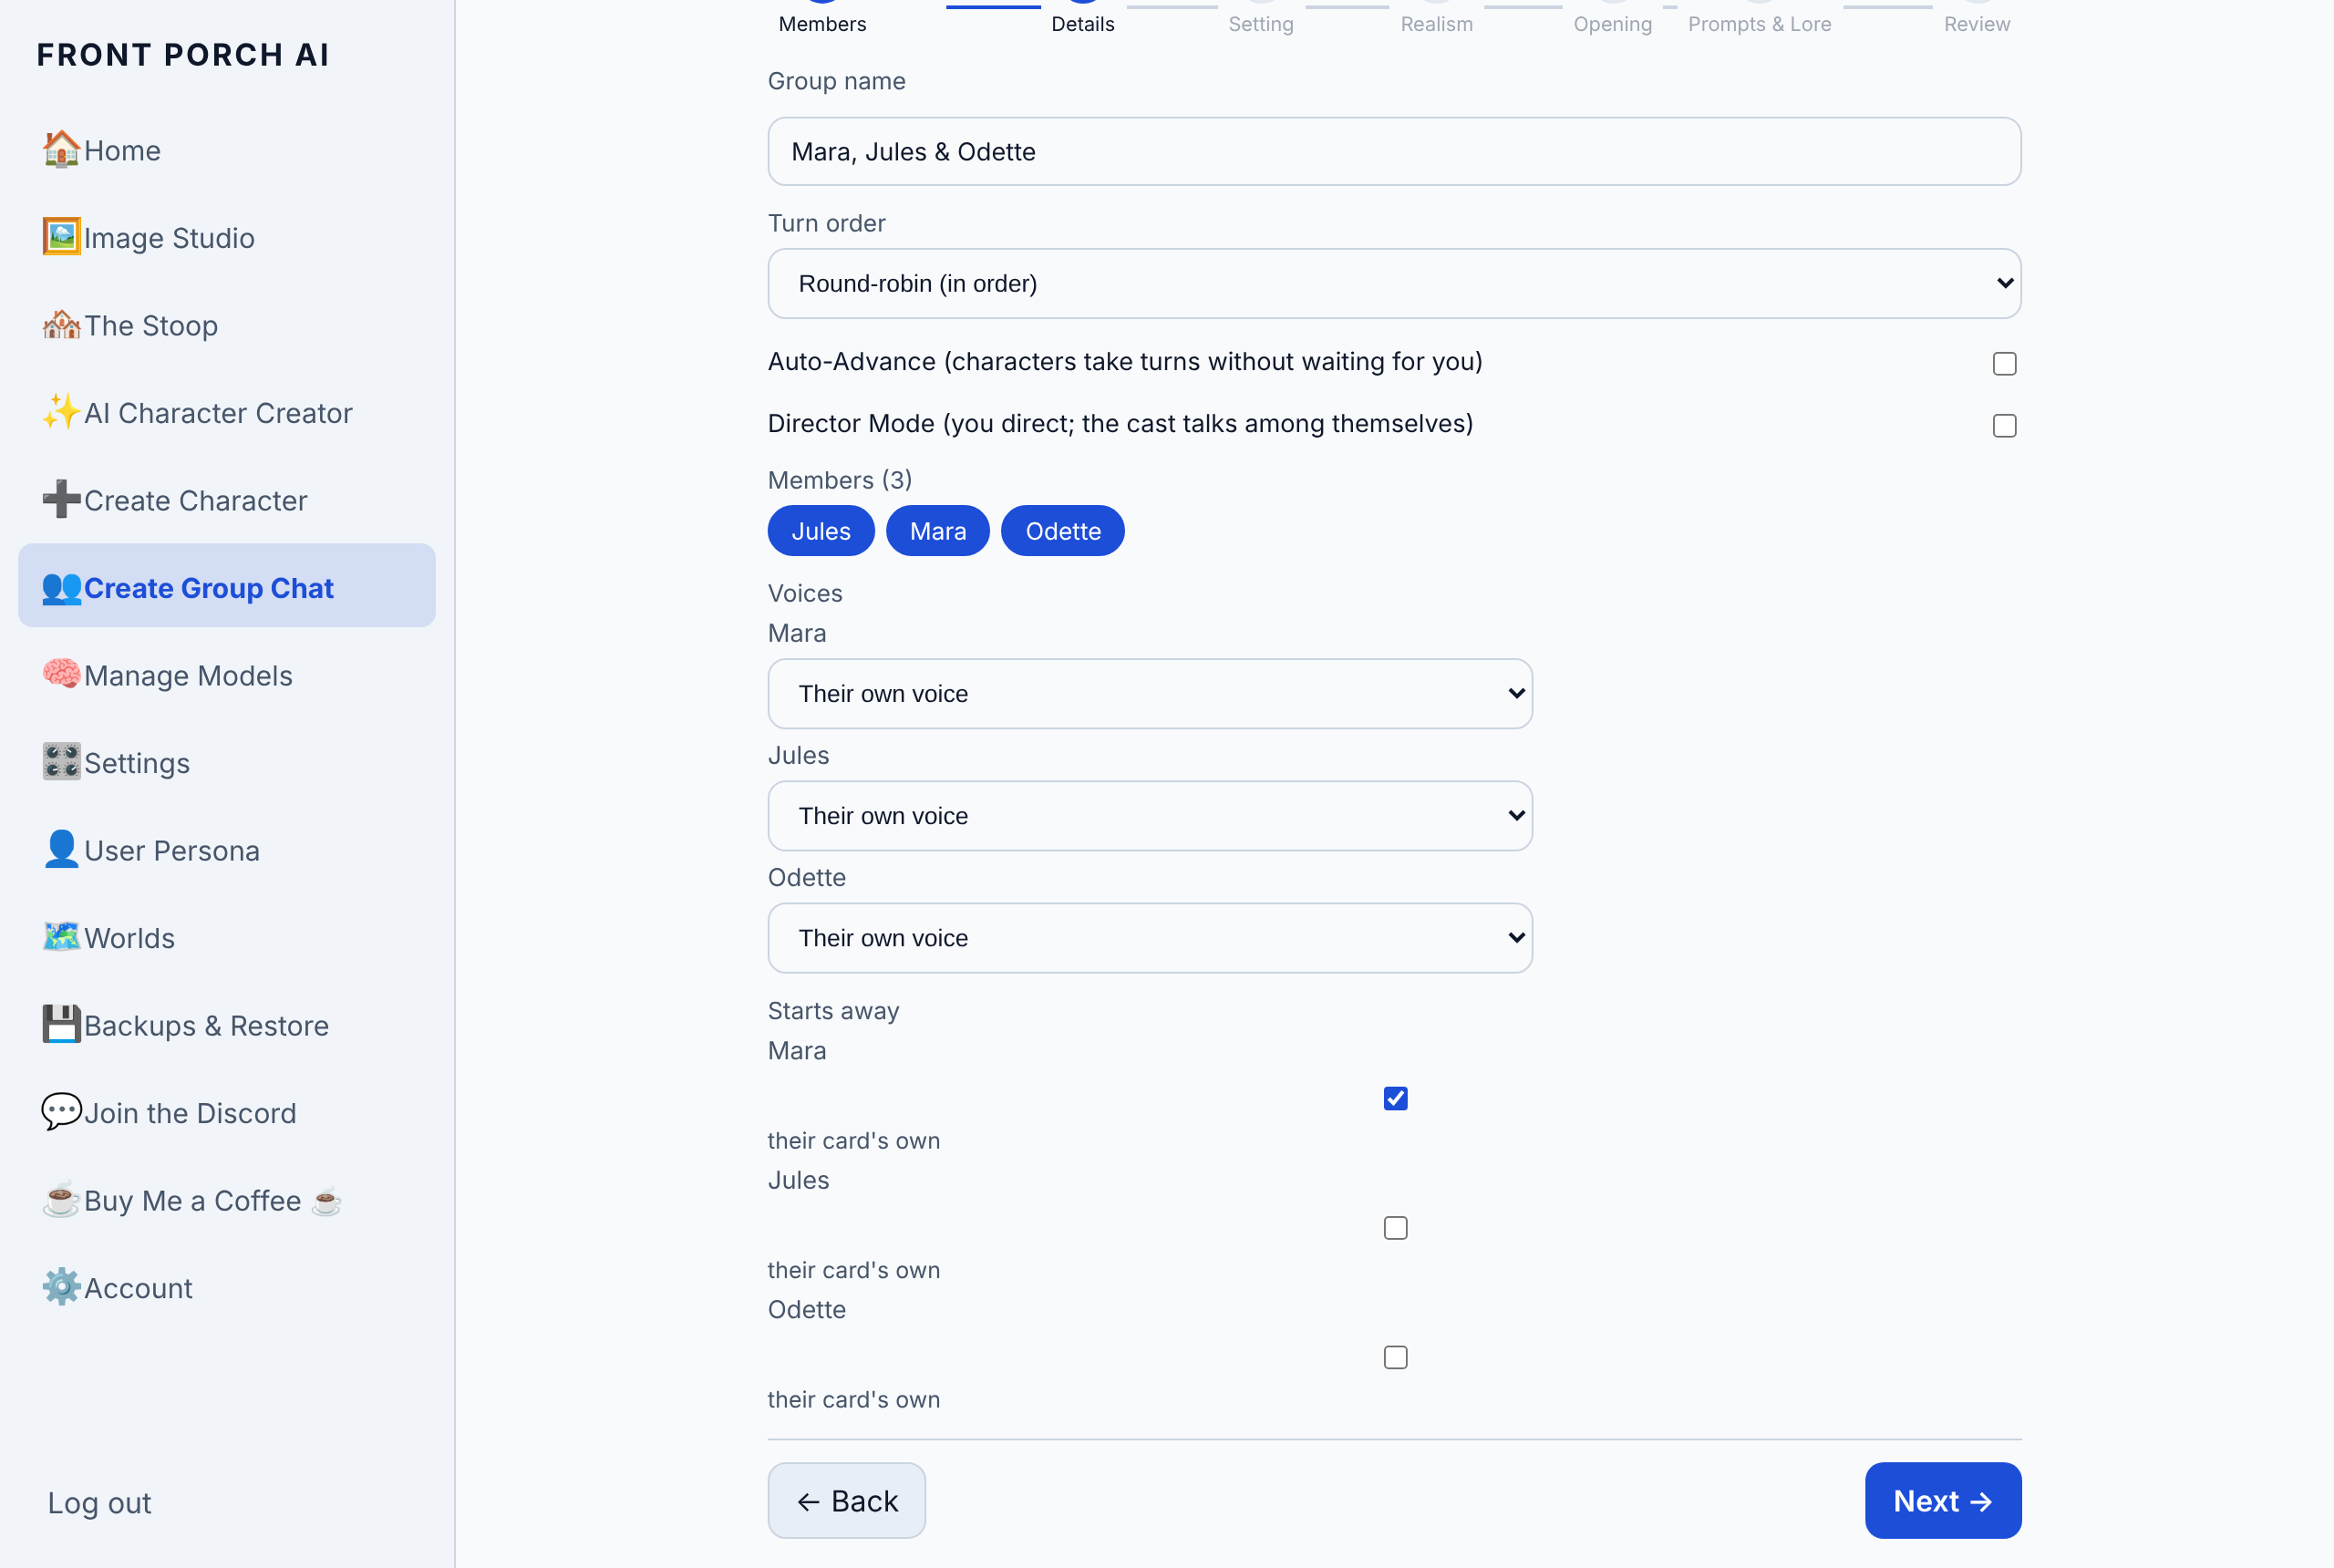 FRONT PORCH AI
Home
Image Studio
The Stoop
AI Character Creator
Create Character
Create Group Chat
Manage Models
Settings
User Persona
Worlds
Backups & Restore
Join the Discord
Buy Me a Coffee ☕
Account
Log out
Members
Details
Setting
Realism
Opening
Prompts & Lore
Review
Group name
Mara, Jules & Odette
Turn order
Round-robin (in order)
Auto-Advance (characters take turns without waiting for you)
Director Mode (you direct; the cast talks among themselves)
Members (3)
Jules
Mara
Odette
Voices
Mara
Their own voice
Jules
Their own voice
Odette
Their own voice
Starts away
Mara
their card's own
Jules
their card's own
Odette
their card's own
← Back
Next →